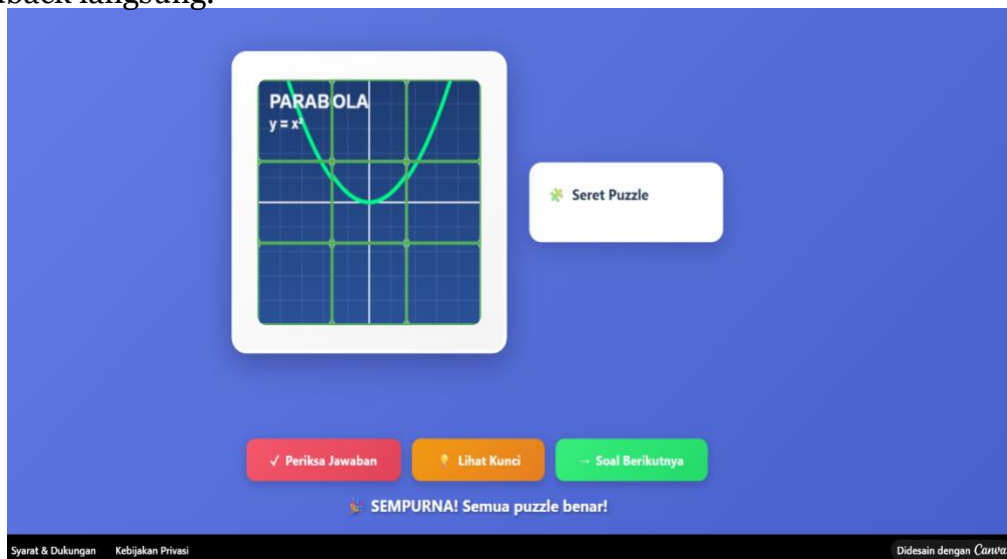 langsung.
PARABOLA
y = x²
Seret Puzzle
✓ Periksa Jawaban
Lihat Kunci
→ Soal Berikutnya
SEMPURNA! Semua puzzle benar!
Syarat & Dukungan Kebijakan Privasi
Didesain dengan Canva